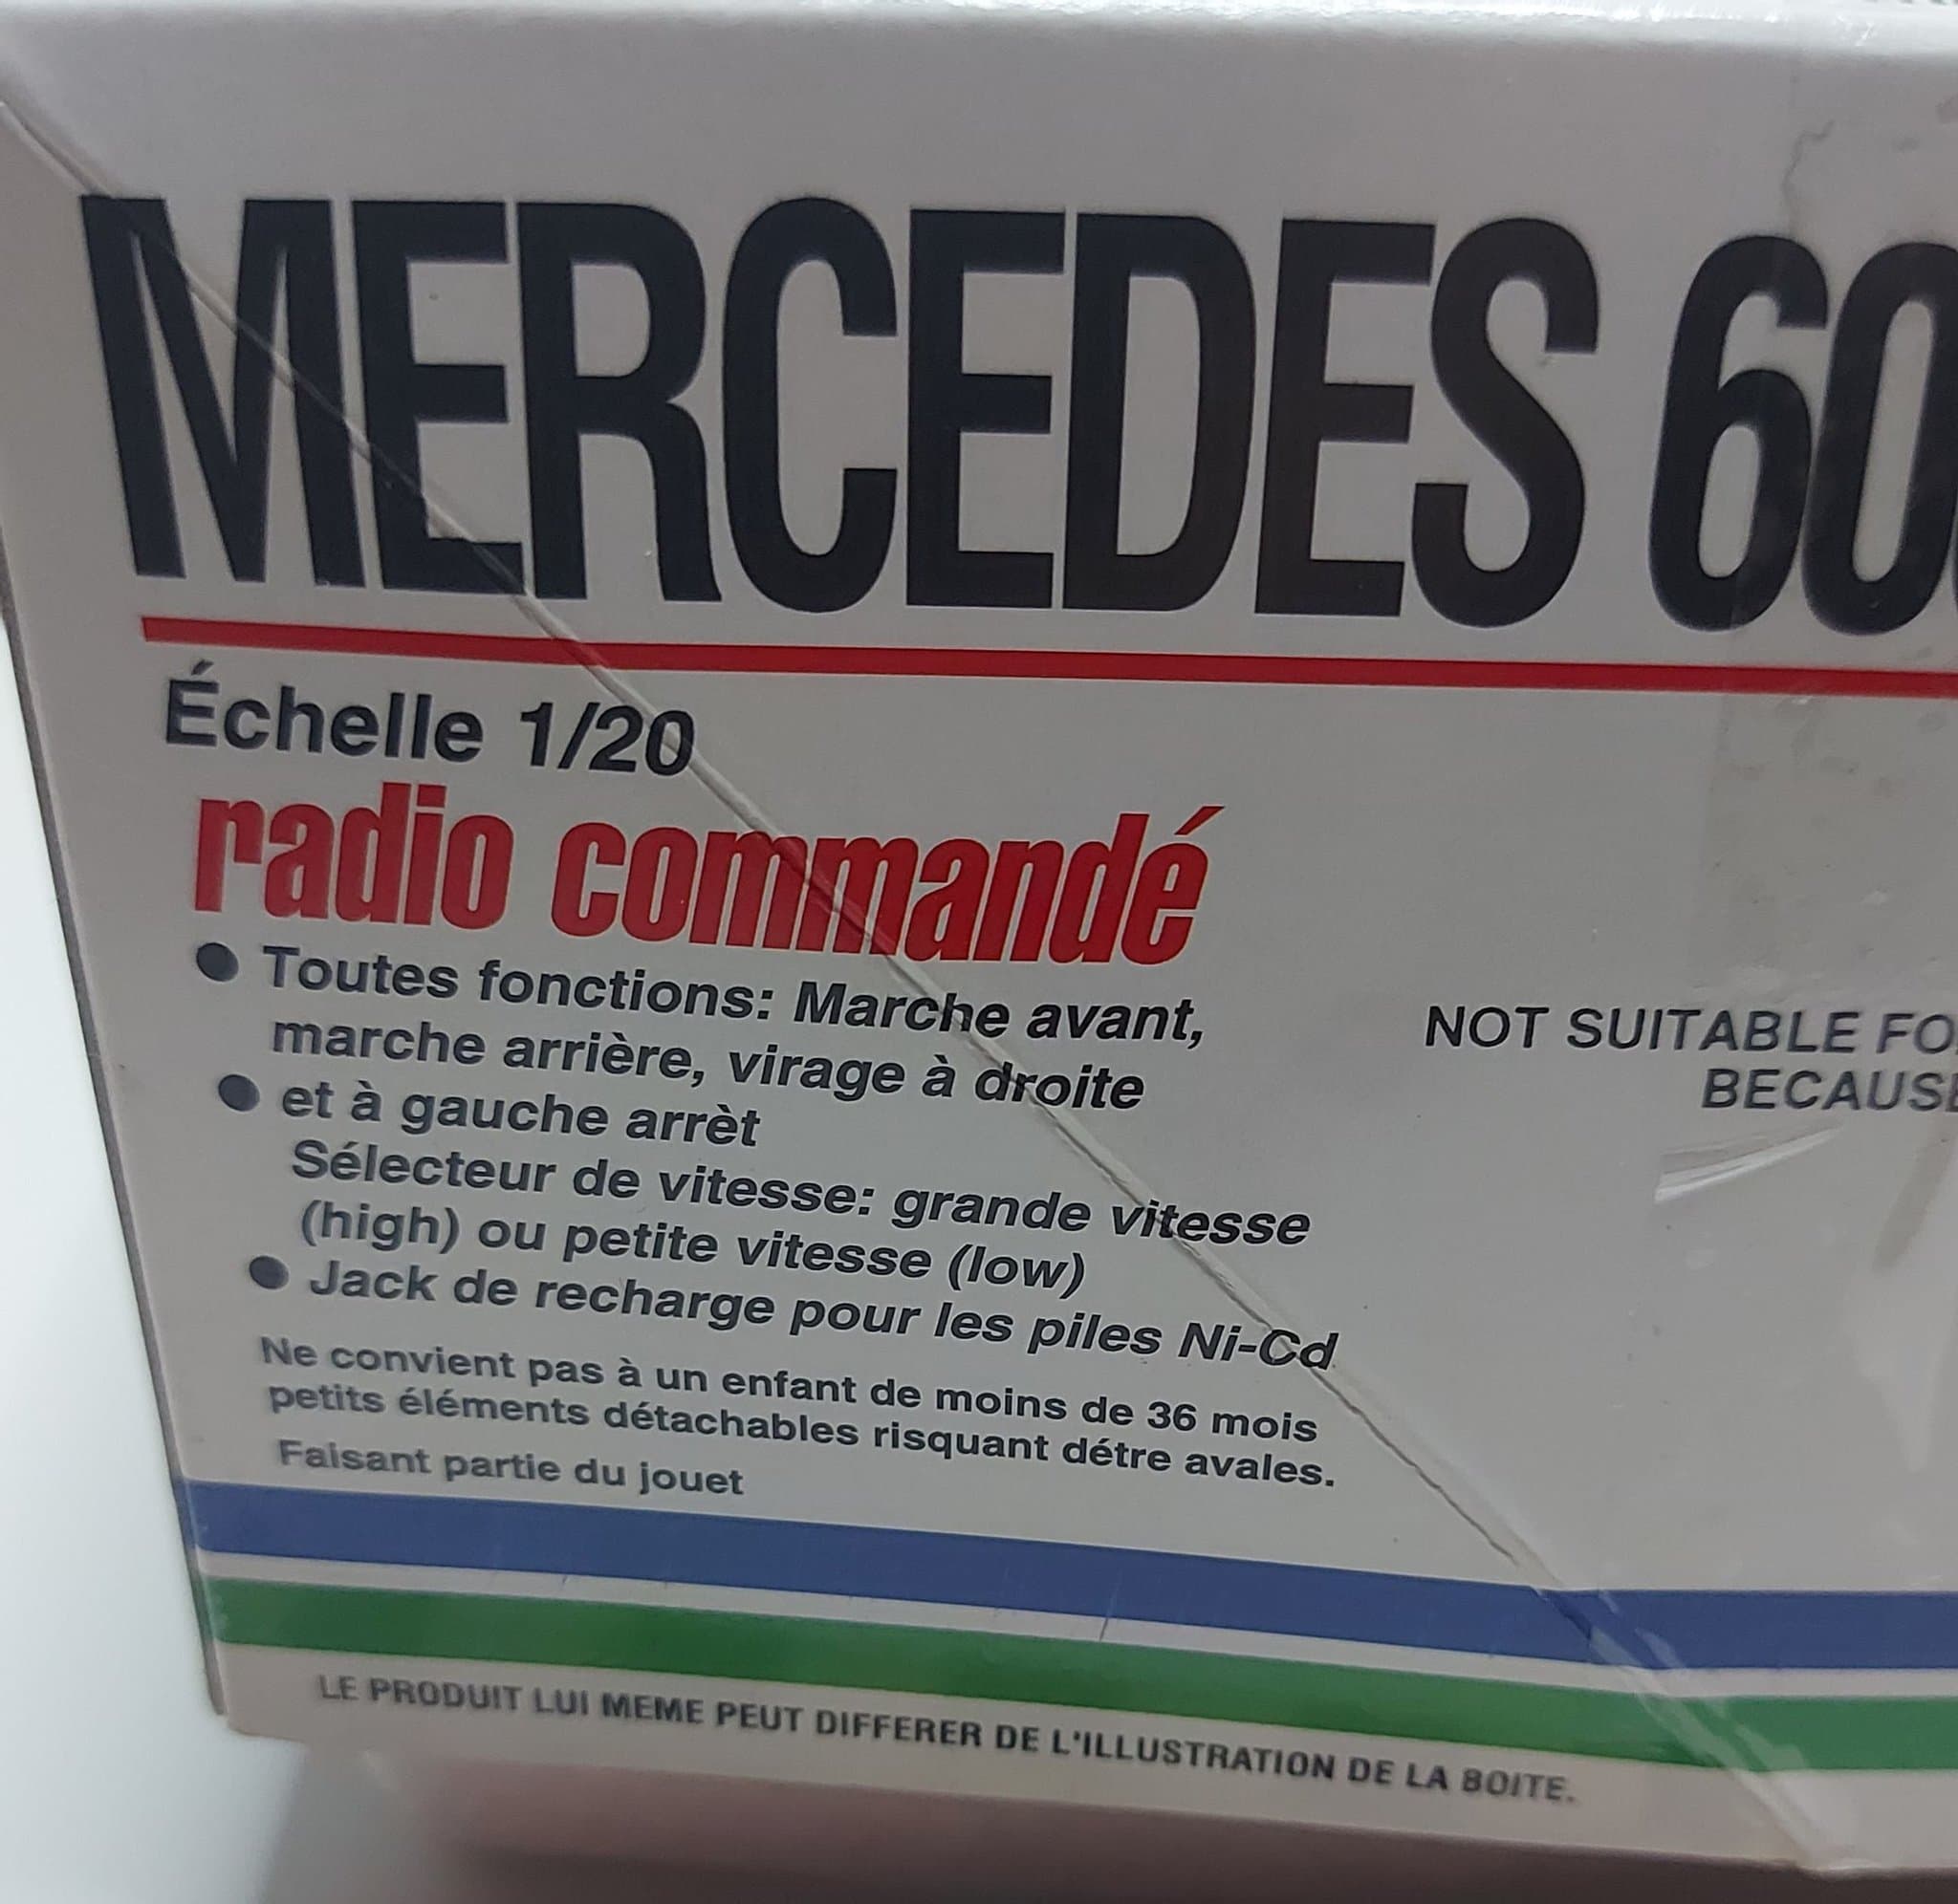 MERCEDES 60
Échelle 1/20
radio commandé
● Toutes fonctions: Marche avant,
marche arrière, virage à droite
● et à gauche arrèt
Sélecteur de vitesse: grande vitesse
(high) ou petite vitesse (low)
● Jack de recharge pour les piles Ni-Cd
Ne convient pas à un enfant de moins de 36 mois
petits éléments détachables risquant détre avales.
Faisant partie du jouet
NOT SUITABLE FO
BECAUSE
LE PRODUIT LUI MEME PEUT DIFFERER DE L'ILLUSTRATION DE LA BOITE.